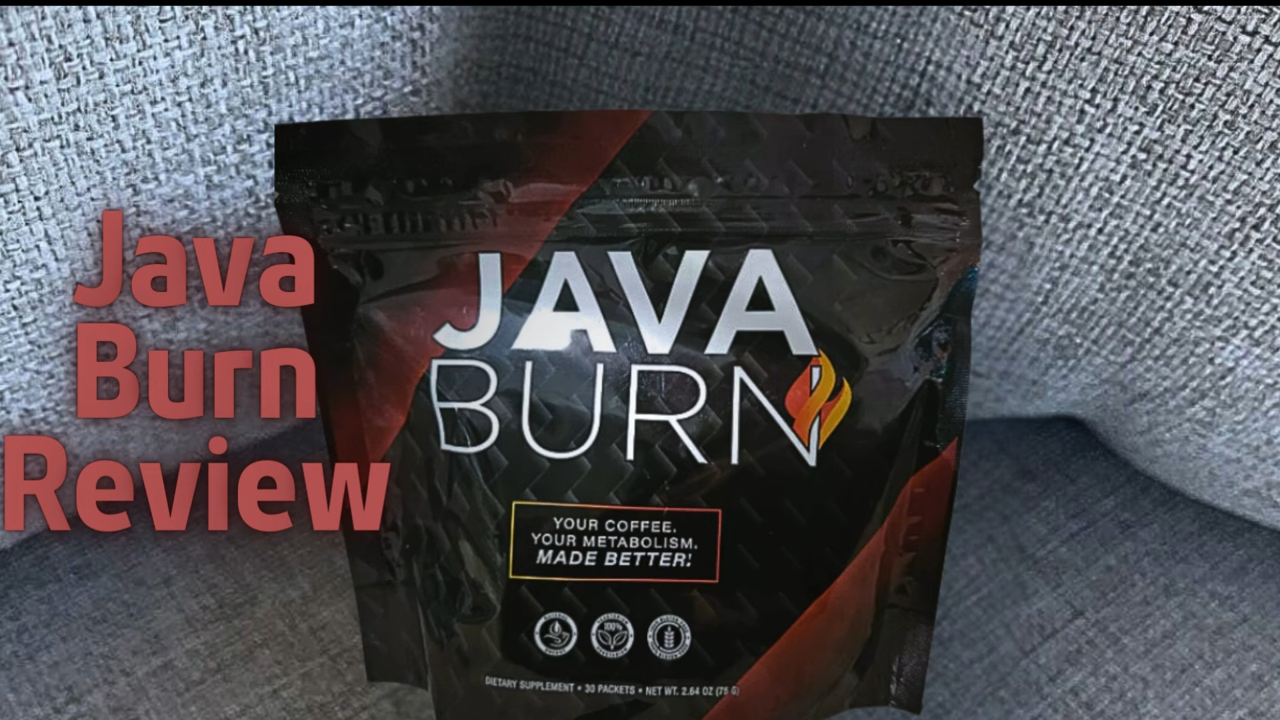 Java
Burn
Review
JAVA
BURN
YOUR COFFEE.
YOUR METABOLISM.
MADE BETTER!
100%
DIETARY SUPPLEMENT • 30 PACKETS • NET WT. 2.64 OZ (75 G)